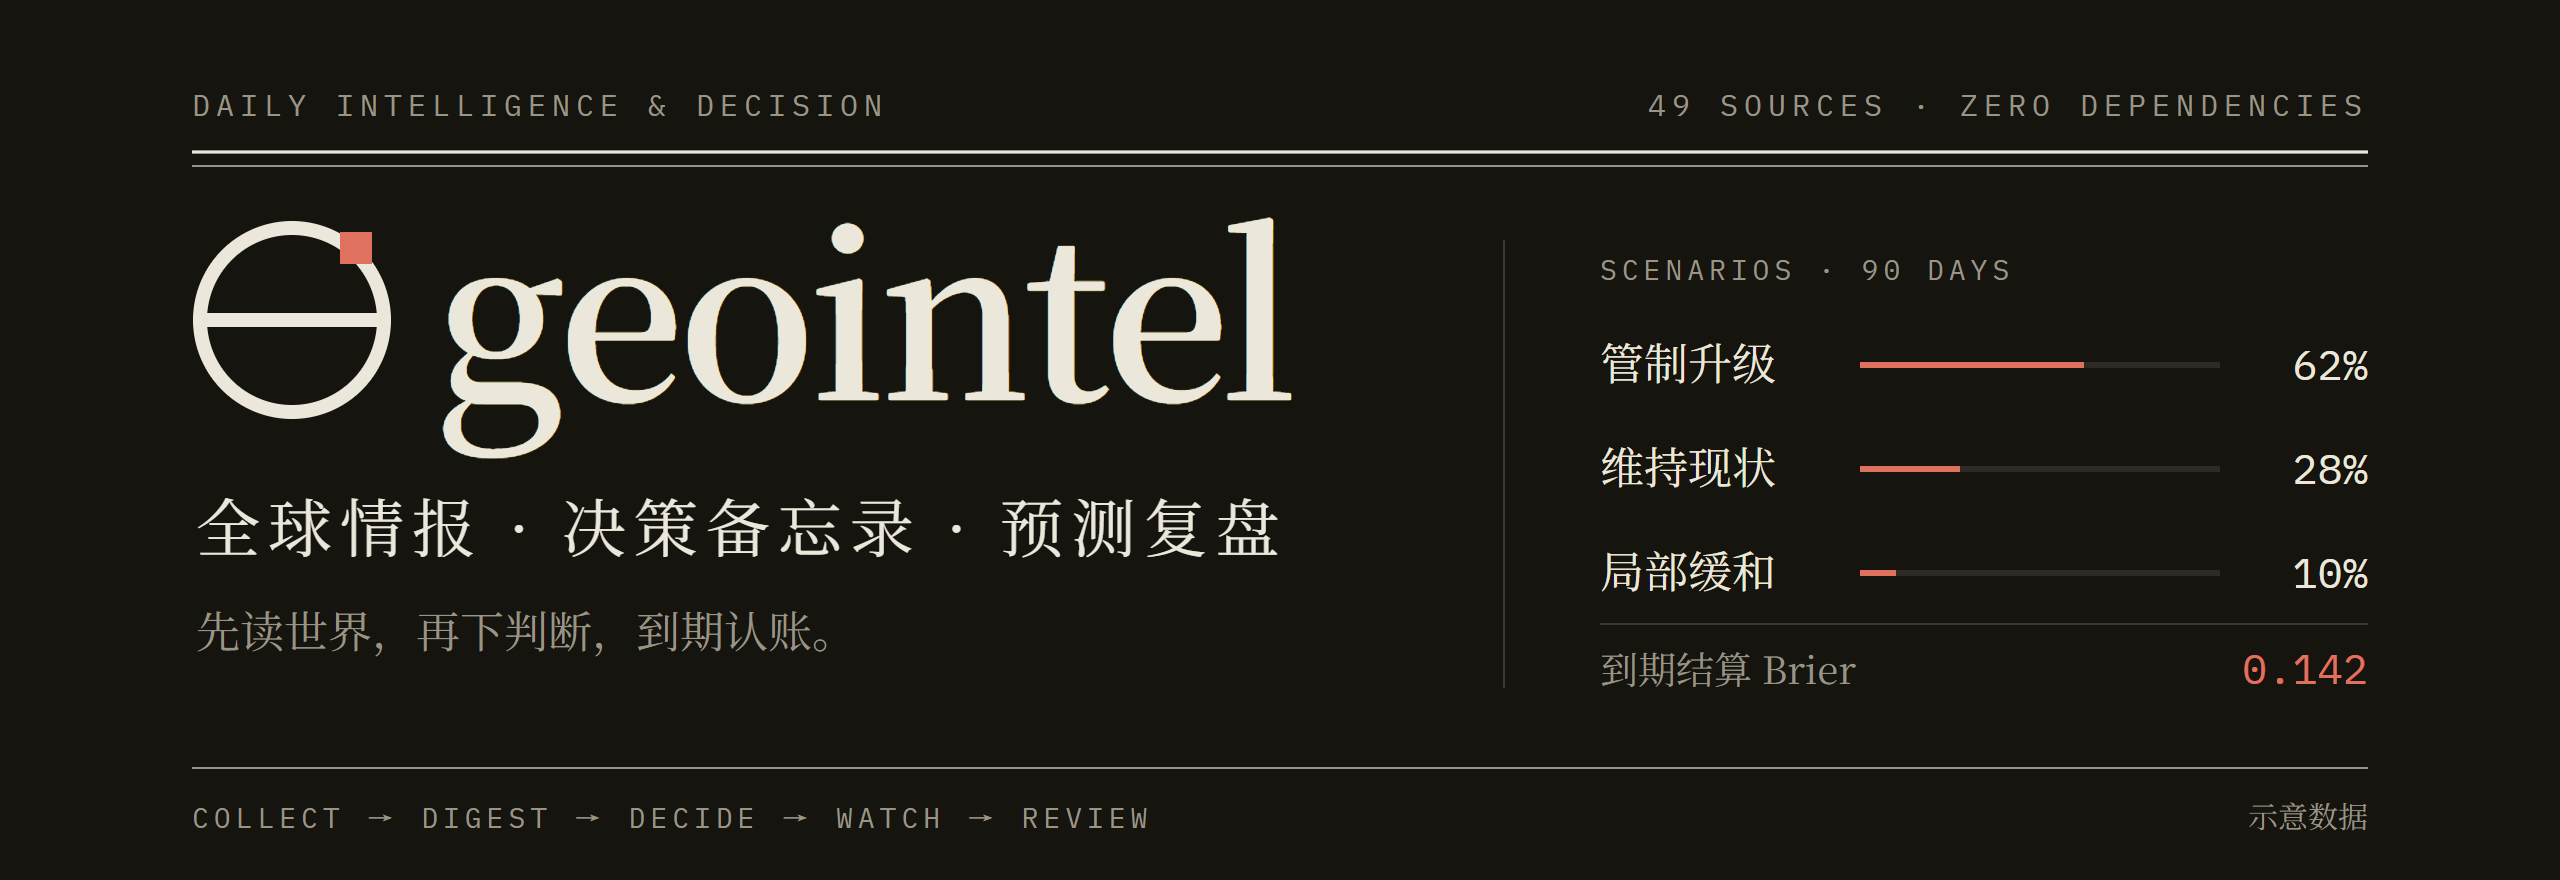 DAILY INTELLIGENCE & DECISION
49 SOURCES · ZERO DEPENDENCIES
geointel
全球情报 · 决策备忘录 · 预测复盘
先读世界，再下判断，到期认账。
SCENARIOS · 90 DAYS
管制升级 62%
维持现状 28%
局部缓和 10%
到期结算 Brier 0.142
COLLECT → DIGEST → DECIDE → WATCH → REVIEW
示意数据